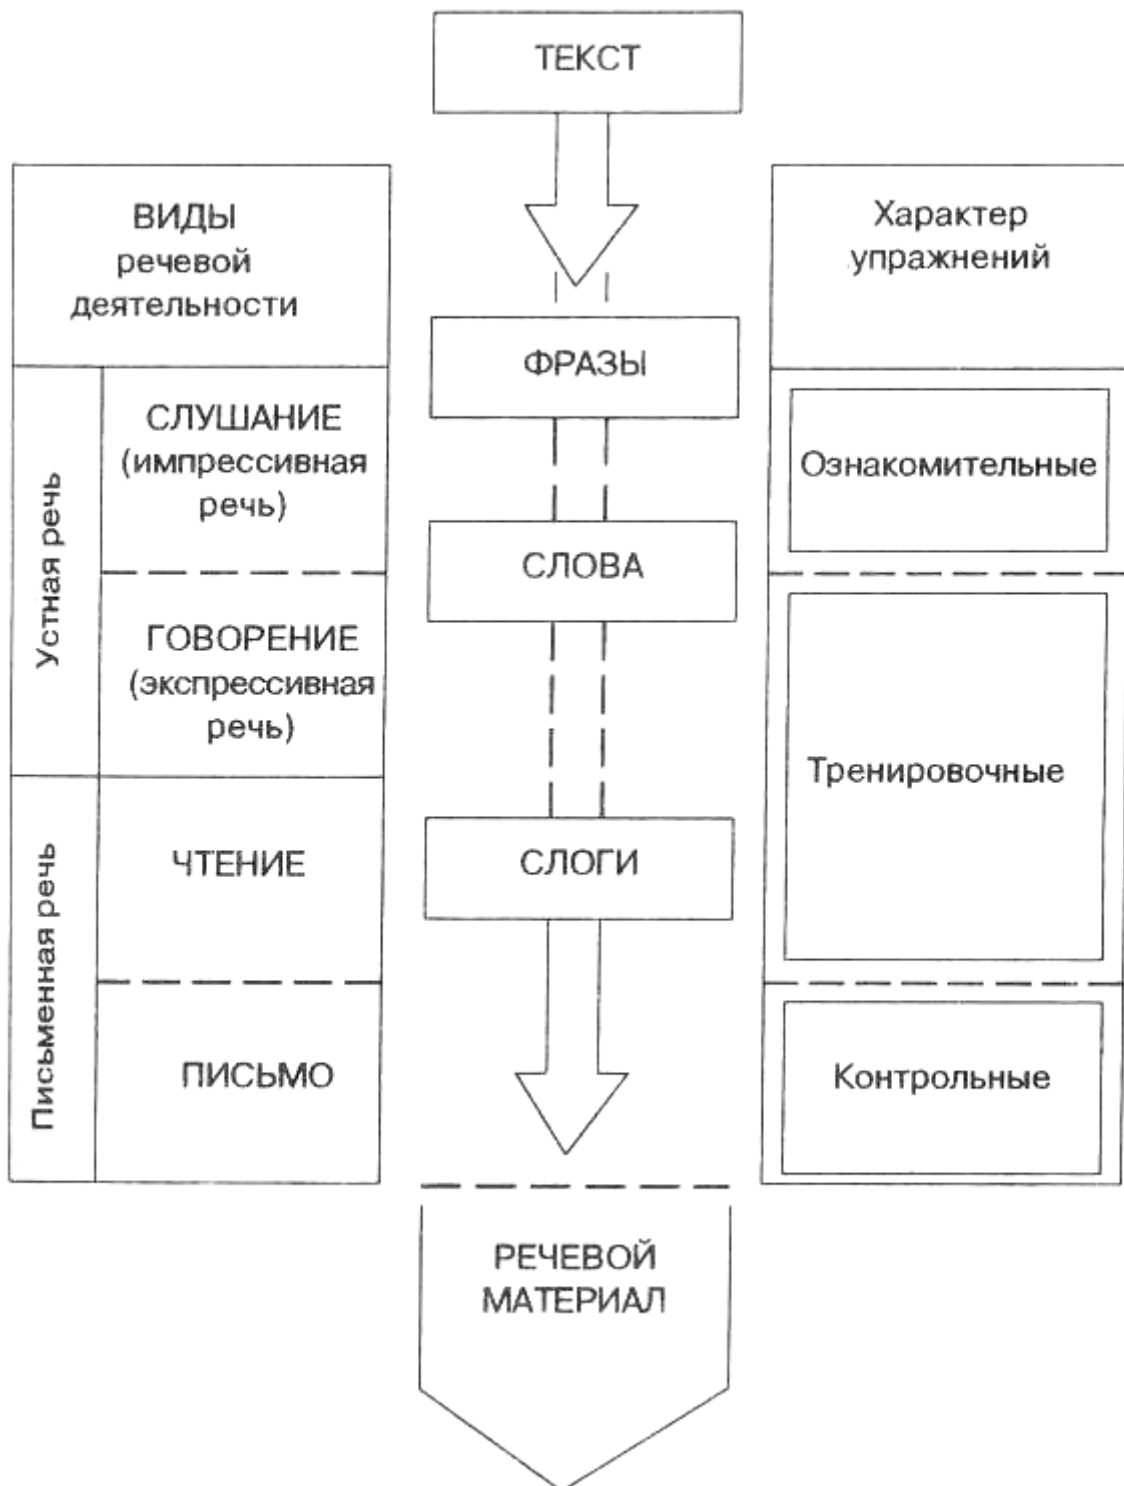 ТЕКСТ
ВИДЫ
речевой
деятельности
Устная речь
СЛУШАНИЕ
(импрессивная
речь)
ГОВОРЕНИЕ
(экспрессивная
речь)
Письменная речь
ЧТЕНИЕ
ПИСЬМО
ФРАЗЫ
СЛОВА
СЛОГИ
РЕЧЕВОЙ
МАТЕРИАЛ
Характер
упражнений
Ознакомительные
Тренировочные
Контрольные